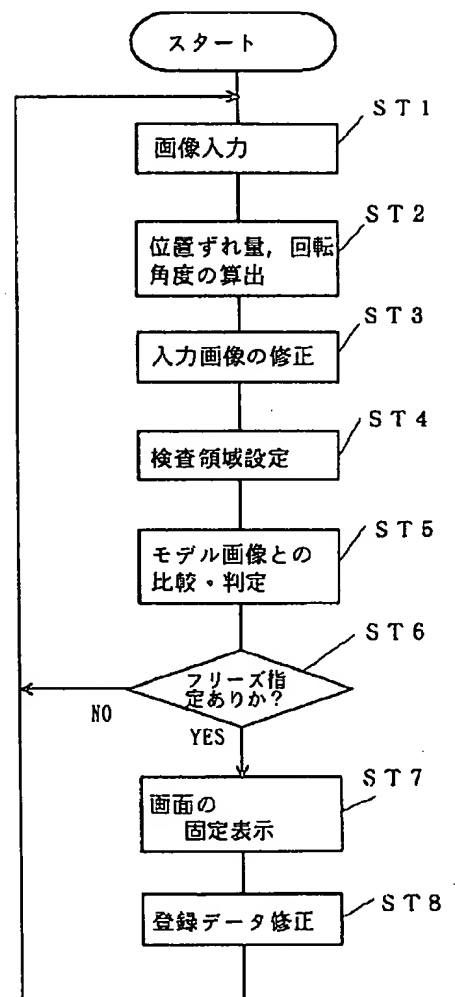 スタート
ST1
画像入力
ST2
位置ずれ量，回転
角度の算出
ST3
入力画像の修正
ST4
検査領域設定
ST5
モデル画像との
比較・判定
ST6
フリーズ指
定ありか？
NO
YES
ST7
画面の
固定表示
ST8
登録データ修正